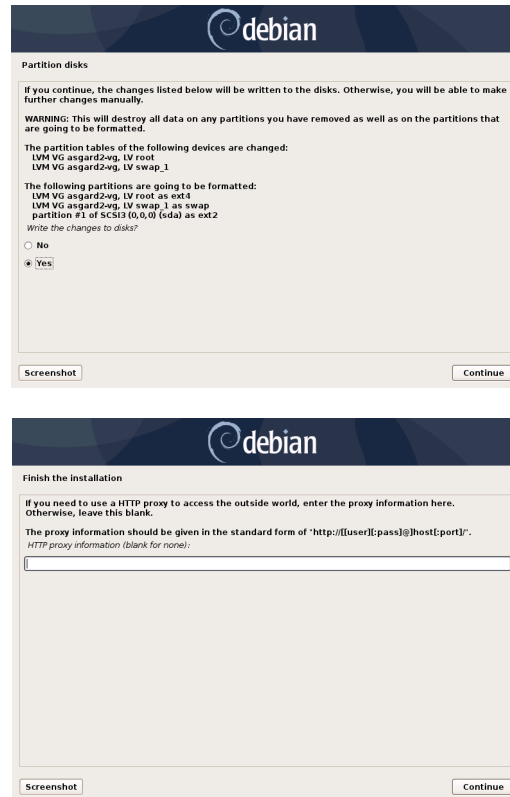 debian
Partition disks
If you continue, the changes listed below will be written to the disks. Otherwise, you will be able to make
further changes manually.
WARNING: This will destroy all data on any partitions you have removed as well as on the partitions that
are going to be formatted.
The partition tables of the following devices are changed:
LVM VG asgard2-vg, LV root
LVM VG asgard2-vg, LV swap_1
The following partitions are going to be formatted:
LVM VG asgard2-vg, LV root as ext4
LVM VG asgard2-vg, LV swap_1 as swap
partition #1 of SCSI3 (0,0,0) (sda) as ext2
Write the changes to disks?
No
Yes
Screenshot
Continue
debian
Finish the installation
If you need to use a HTTP proxy to access the outside world, enter the proxy information here.
Otherwise, leave this blank.
The proxy information should be given in the standard form of "http://[[user][:pass]@]host[:port]/".
HTTP proxy information (blank for none):
Screenshot
Continue